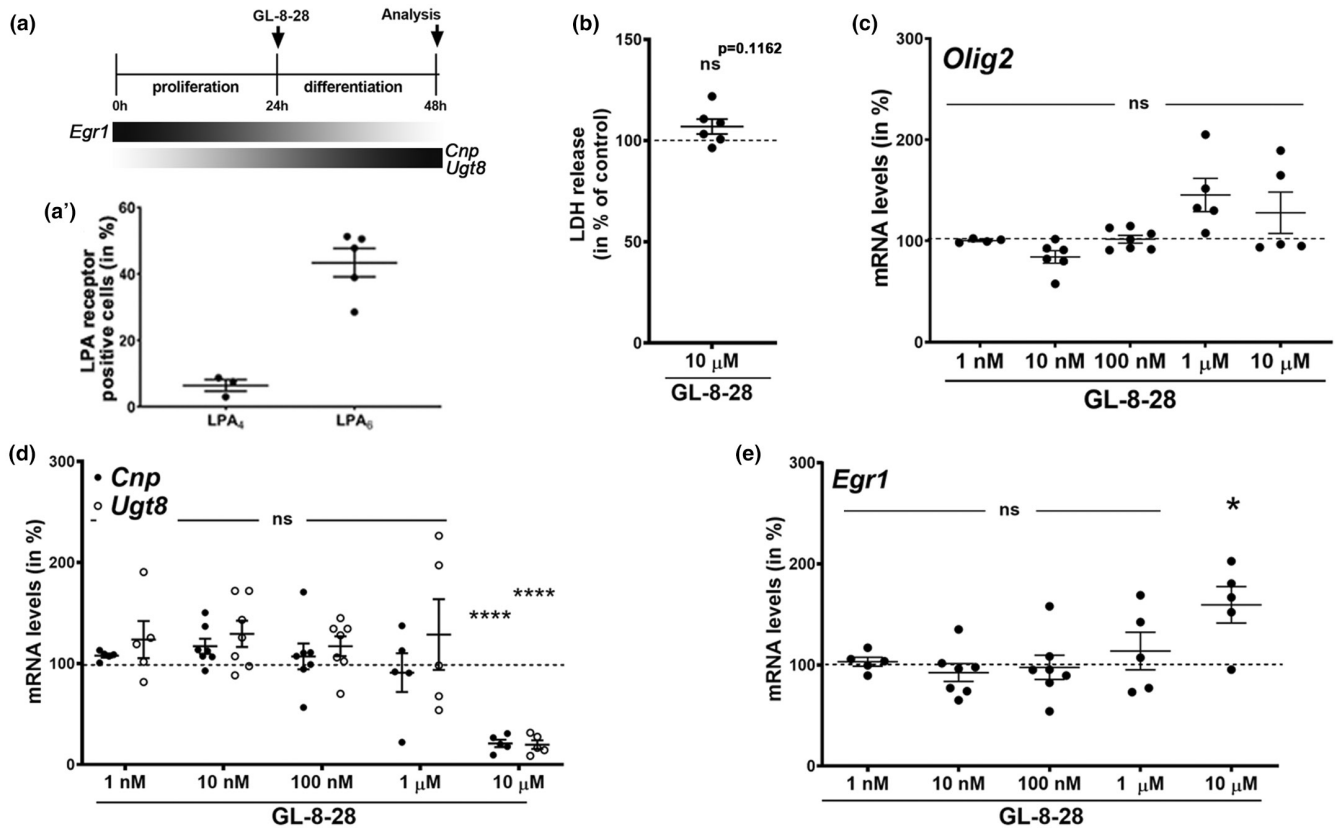 (a)
GL-8-28
Analysis
proliferation
differentiation
0h
24h
48h
Egr1
Cnp
Ugt8
(a')
LPA receptor
positive cells (in %)
60
40
20
0
LPA4
LPA6
(b)
LDH release
(in % of control)
150
100
50
0
ns p=0.1162
10 μM
GL-8-28
(c)
Olig2
mRNA levels (in %)
300
200
100
0
ns
1 nM 10 nM 100 nM 1 μM 10 μM
GL-8-28
(d)
mRNA levels (in %)
300
200
100
0
Cnp
Ugt8
ns
**** ****
1 nM 10 nM 100 nM 1 μM 10 μM
GL-8-28
(e)
Egr1
mRNA levels (in %)
300
200
100
0
ns
*
1 nM 10 nM 100 nM 1 μM 10 μM
GL-8-28